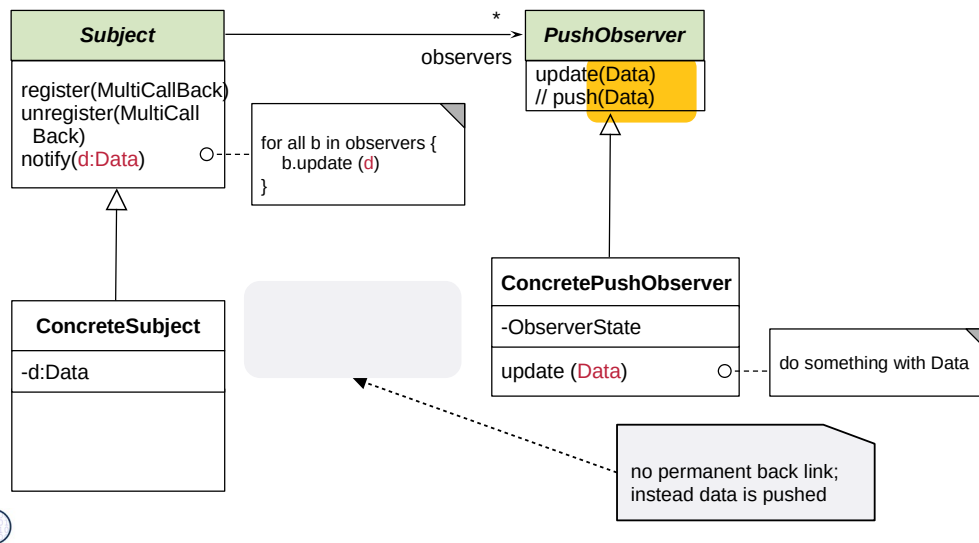 Subject
*
observers
PushObserver
register(MultiCallBack)
unregister(MultiCall
Back)
notify(d:Data)
for all b in observers {
b.update (d)
}
update(Data)
// push(Data)
ConcreteSubject
-d:Data
ConcretePushObserver
-ObserverState
update (Data)
do something with Data
no permanent back link;
instead data is pushed